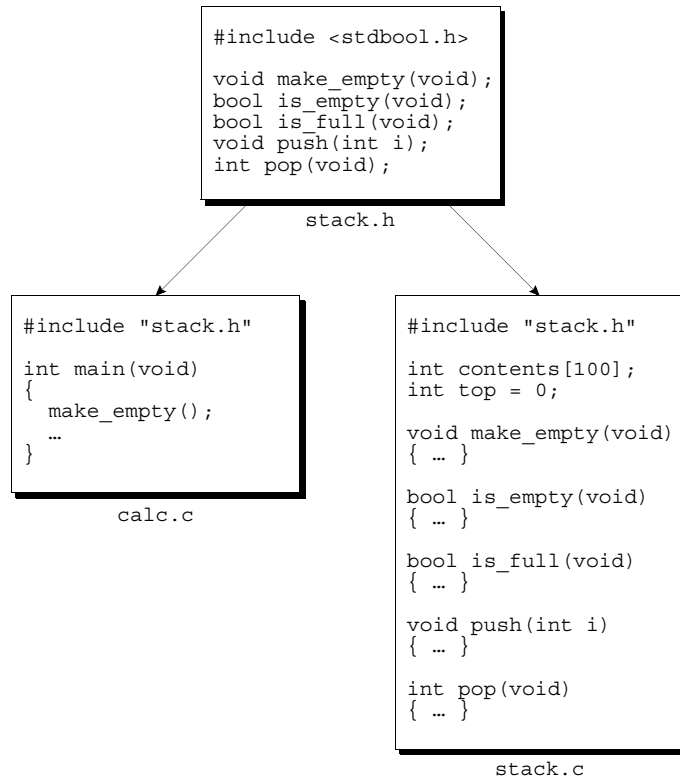 #include <stdbool.h>
void make_empty(void);
bool is_empty(void);
bool is_full(void);
void push(int i);
int pop(void);
stack.h
#include "stack.h"
int main(void)
{
make_empty();
…
}
calc.c
#include "stack.h"
int contents[100];
int top = 0;
void make_empty(void)
{ … }
bool is_empty(void)
{ … }
bool is_full(void)
{ … }
void push(int i)
{ … }
int pop(void)
{ … }
stack.c